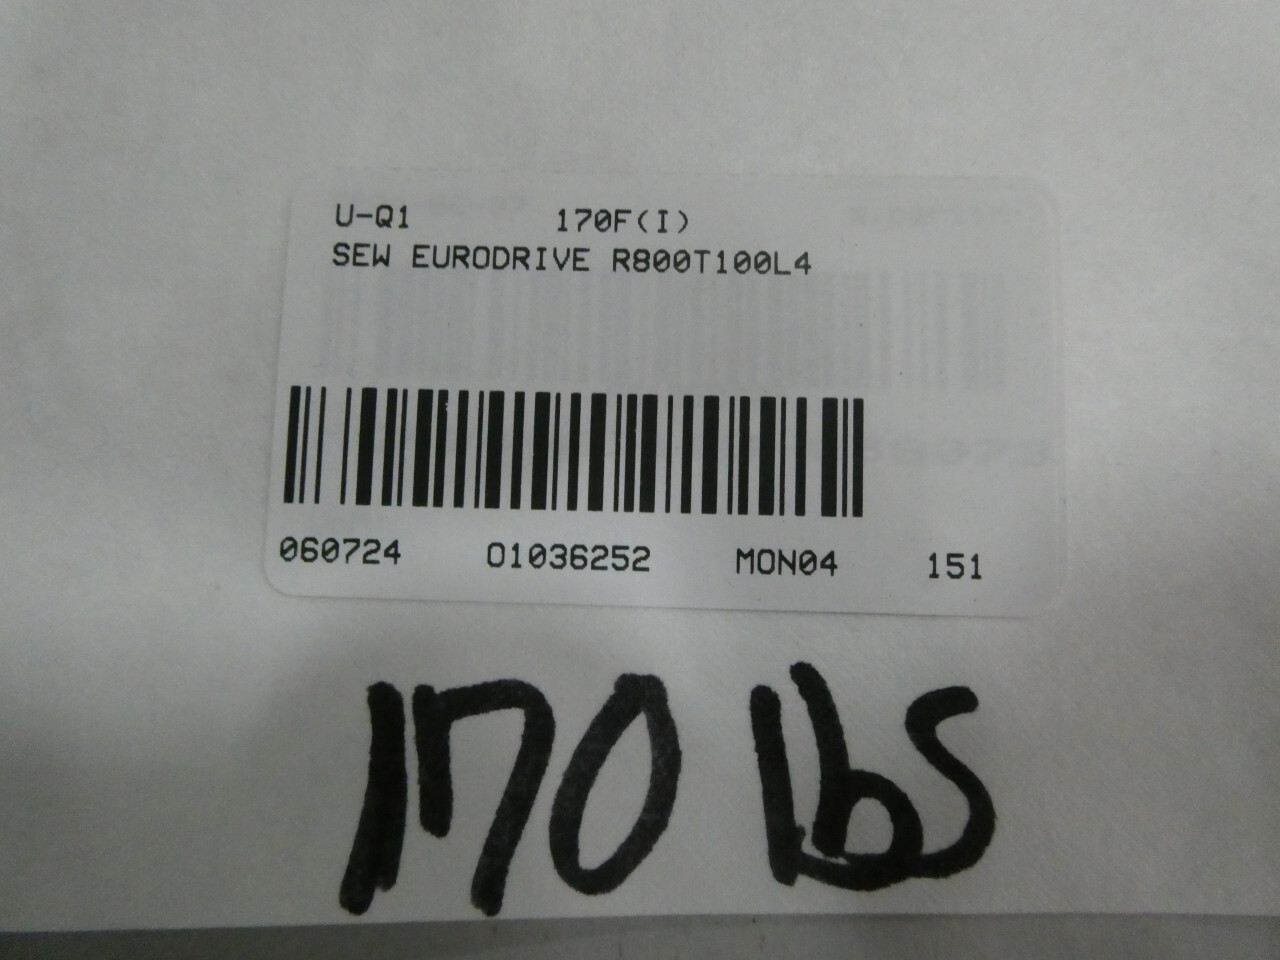 U-Q1 170F(I)
SEW EURODRIVE R800T100L4
060724 01036252 MON04 151
170 lbs